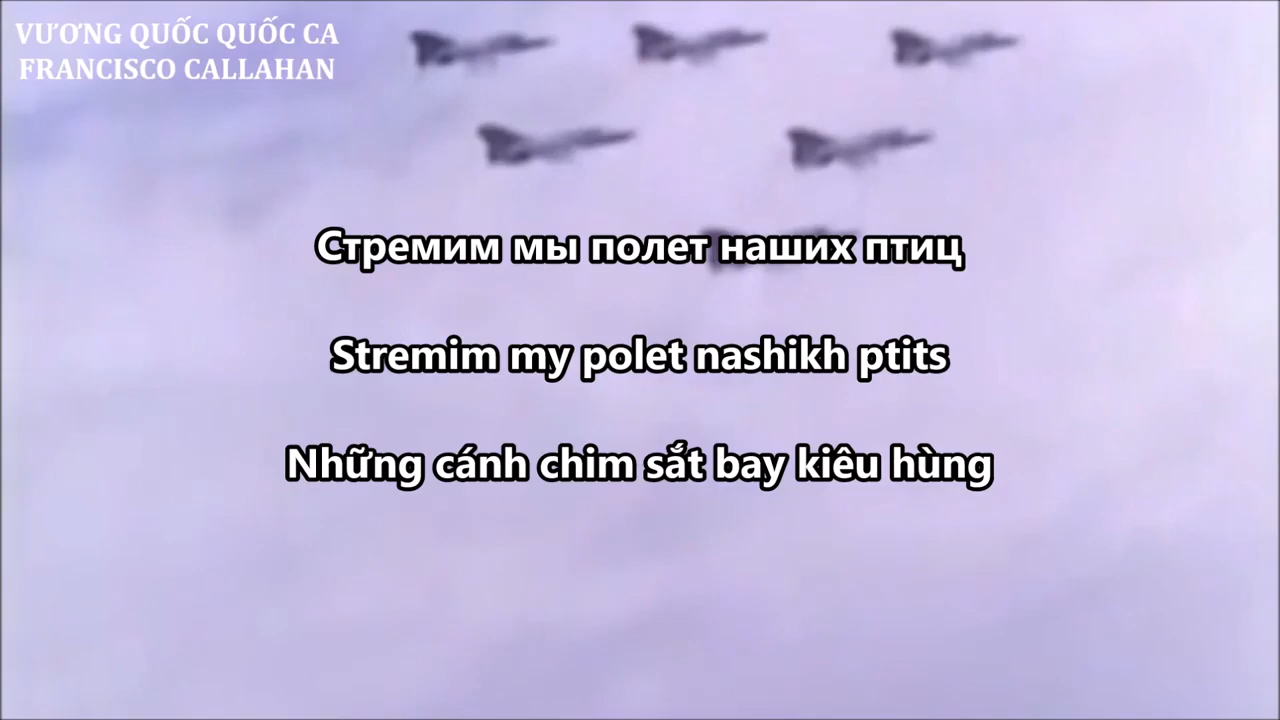 VƯƠNG QUỐC QUỐC CA
FRANCISCO CALLAHAN
Стремим мы полет наших птиц
Stremim my polet nashikh ptits
Những cánh chim sắt bay kiêu hùng